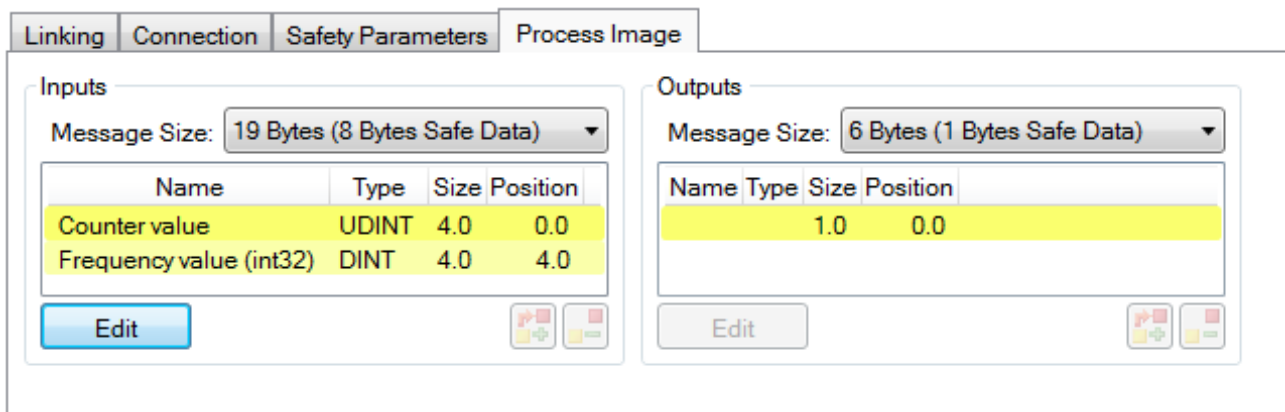 Linking Connection Safety Parameters Process Image
Inputs Outputs
Message Size: 19 Bytes (8 Bytes Safe Data) Message Size: 6 Bytes (1 Bytes Safe Data)
Name Type Size Position Name Type Size Position
Counter value UDINT 4.0 0.0 1.0 0.0
Frequency value (int32) DINT 4.0 4.0
Edit Edit